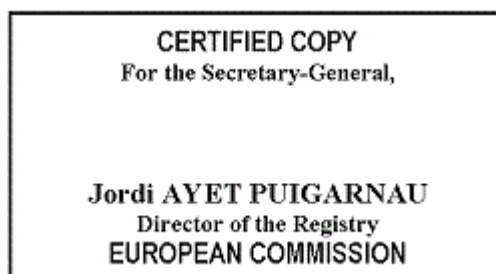 CERTIFIED COPY
For the Secretary-General,
Jordi AYET PUIGARNAU
Director of the Registry
EUROPEAN COMMISSION